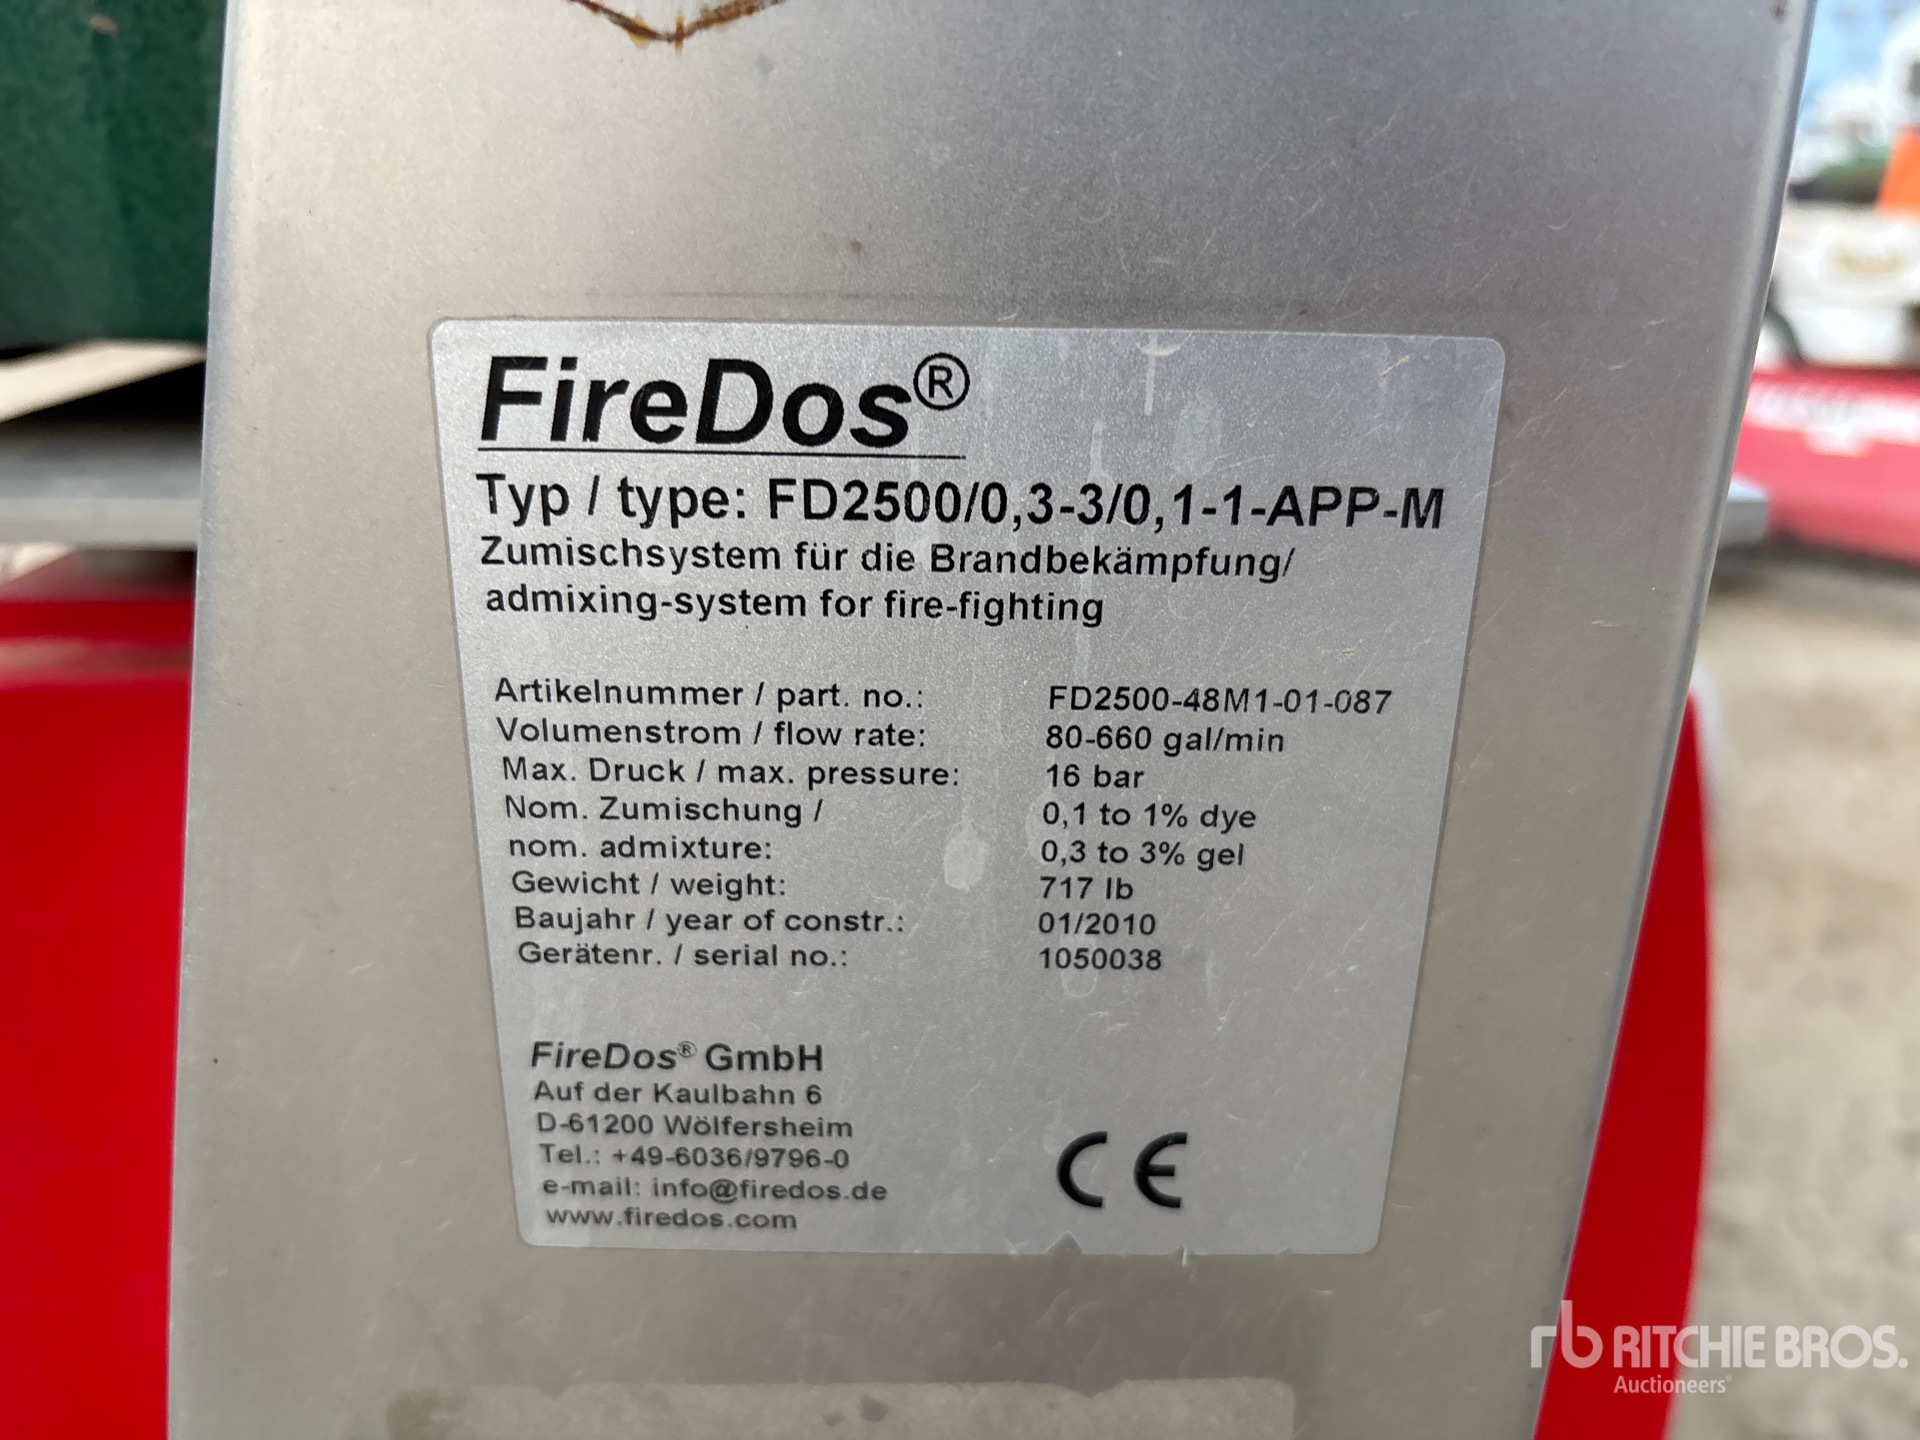 FireDos®
Typ / type: FD2500/0,3-3/0,1-1-APP-M
Zumischsystem für die Brandbekämpfung/
admixing-system for fire-fighting
Artikelnummer / part. no.: FD2500-48M1-01-087
Volumenstrom / flow rate: 80-660 gal/min
Max. Druck / max. pressure: 16 bar
Nom. Zumischung / 0,1 to 1% dye
nom. admixture: 0,3 to 3% gel
Gewicht / weight: 717 lb
Baujahr / year of constr.: 01/2010
Gerätenr. / serial no.: 1050038
FireDos® GmbH
Auf der Kaulbahn 6
D-61200 Wölfersheim
Tel.: +49-6036/9796-0
e-mail: info@firedos.de
www.firedos.com
CE
rb RITCHIE BROS.
Auctioneers